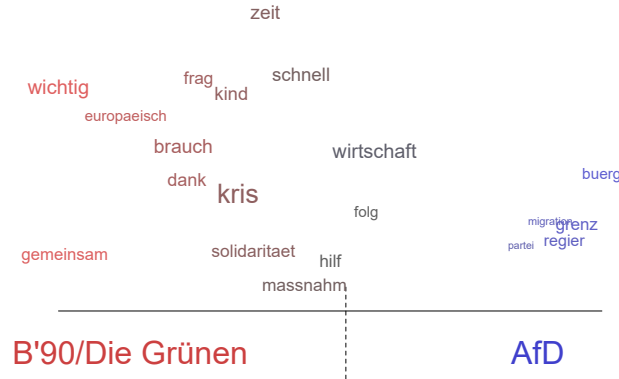 zeit
schnell
frag
wichtig
kind
europaeisch
brauch
wirtschaft
buerg
dank
kris
folg
migration
grenz
regier
partei
gemeinsam
solidaritaet
hilf
massnahm
B'90/Die Grünen
AfD